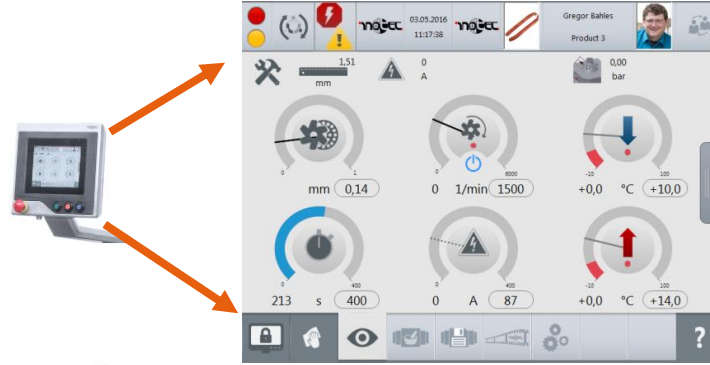 inotec
03.05.2016
11:17:38
inotec
Gregor Bahles
Product 3
1,51
mm
0
A
0,00
bar
0 1
mm 0,14
0 6000
0 1/min 1500
-10 100
+0,0 °C +10,0
0 400
213 s 400
0 400
0 A 87
-10 100
+0,0 °C +14,0
?